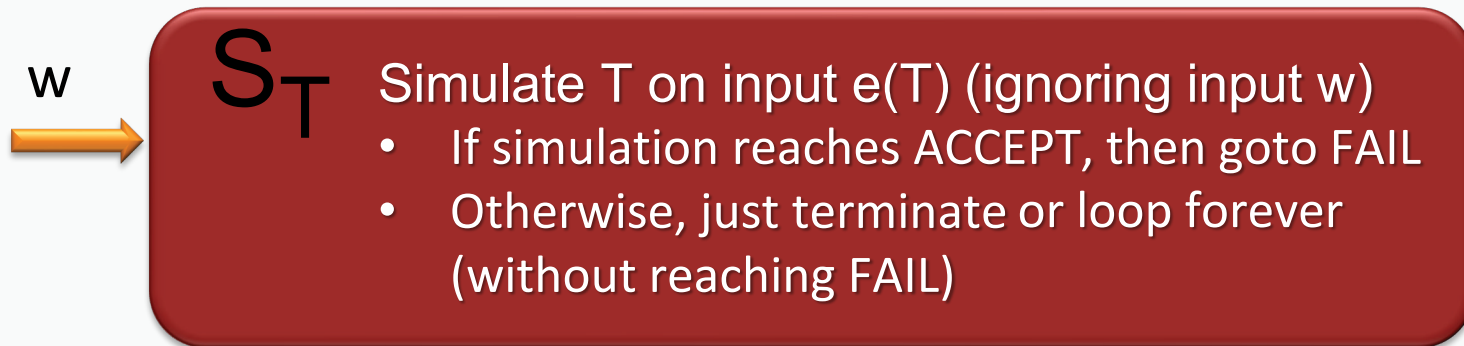 w
S_T
Simulate T on input e(T) (ignoring input w)
• If simulation reaches ACCEPT, then goto FAIL
• Otherwise, just terminate or loop forever
(without reaching FAIL)